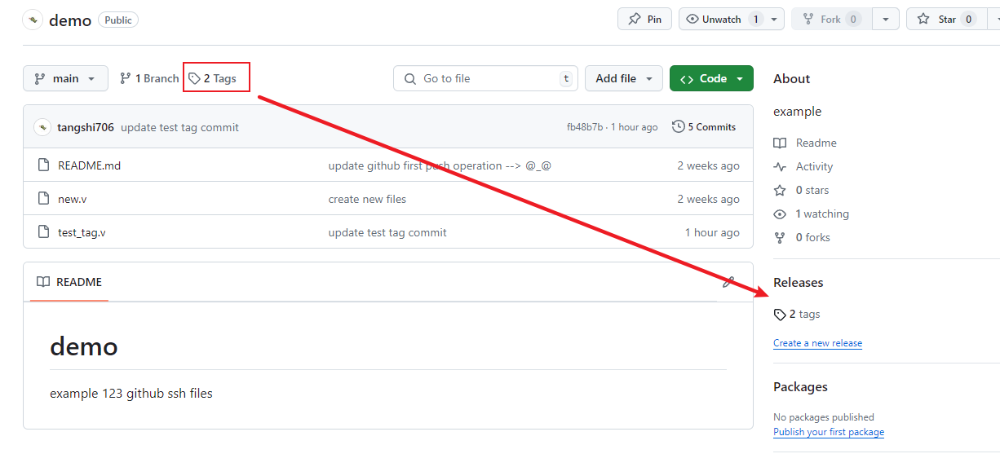 demo Public Pin Unwatch 1 Fork 0 Star 0
main 1 Branch 2 Tags Go to file t Add file Code
tangshi706 update test tag commit fb48b7b · 1 hour ago 5 Commits
README.md update github first push operation --> @_@ 2 weeks ago
new.v create new files 2 weeks ago
test_tag.v update test tag commit 1 hour ago
README
demo
example 123 github ssh files
About
example
Readme
Activity
0 stars
1 watching
0 forks
Releases
2 tags
Create a new release
Packages
No packages published
Publish your first package